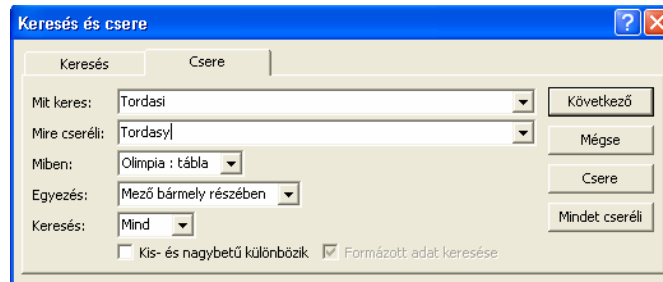 Keresés és csere
Keresés
Csere
Mit keres: Tordasi
Következő
Mire cseréli: Tordasy
Mégse
Miben: Olimpia : tábla
Csere
Egyezés: Mező bármely részében
Keresés: Mind
Mindet cseréli
Kis- és nagybetű különbözik Formázott adat keresése